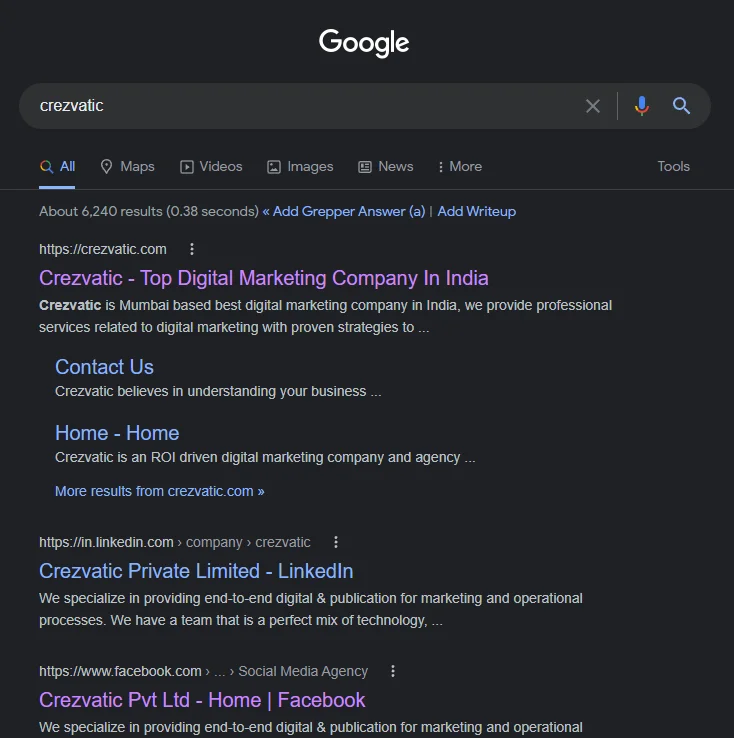 Google
crezvatic
All Maps Videos Images News More Tools
About 6,240 results (0.38 seconds) « Add Grepper Answer (a) | Add Writeup
https://crezvatic.com
Crezvatic - Top Digital Marketing Company In India
Crezvatic is Mumbai based best digital marketing company in India, we provide professional
services related to digital marketing with proven strategies to ...
Contact Us
Crezvatic believes in understanding your business ...
Home - Home
Crezvatic is an ROI driven digital marketing company and agency ...
More results from crezvatic.com »
https://in.linkedin.com › company › crezvatic
Crezvatic Private Limited - LinkedIn
We specialize in providing end-to-end digital & publication for marketing and operational
processes. We have a team that is a perfect mix of technology, ...
https://www.facebook.com › ... › Social Media Agency
Crezvatic Pvt Ltd - Home | Facebook
We specialize in providing end-to-end digital & publication for marketing and operational